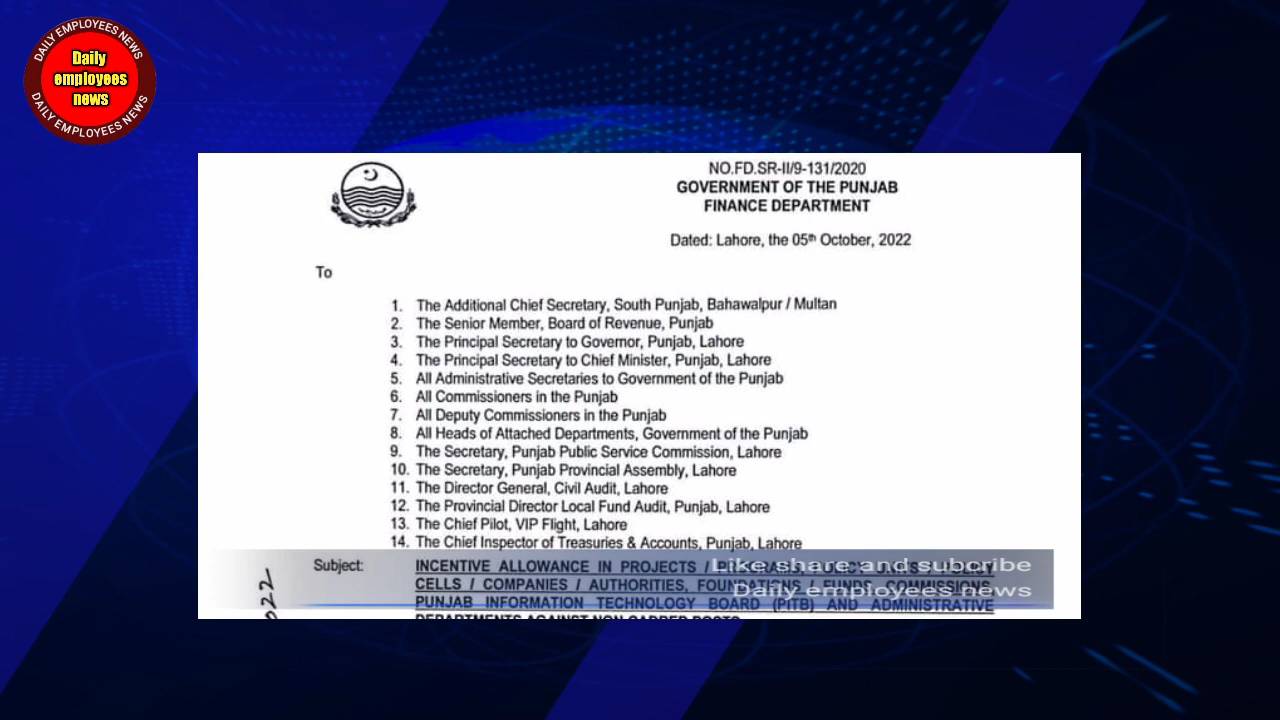 DAILY EMPLOYEES NEWS
Daily
employees
news
DAILY EMPLOYEES NEWS
NO.FD.SR-II/9-131/2020
GOVERNMENT OF THE PUNJAB
FINANCE DEPARTMENT
Dated: Lahore, the 05th October, 2022
To
1. The Additional Chief Secretary, South Punjab, Bahawalpur / Multan
2. The Senior Member, Board of Revenue, Punjab
3. The Principal Secretary to Governor, Punjab, Lahore
4. The Principal Secretary to Chief Minister, Punjab, Lahore
5. All Administrative Secretaries to Government of the Punjab
6. All Commissioners in the Punjab
7. All Deputy Commissioners in the Punjab
8. All Heads of Attached Departments, Government of the Punjab
9. The Secretary, Punjab Public Service Commission, Lahore
10. The Secretary, Punjab Provincial Assembly, Lahore
11. The Director General, Civil Audit, Lahore
12. The Provincial Director Local Fund Audit, Punjab, Lahore
13. The Chief Pilot, VIP Flight, Lahore
14. The Chief Inspector of Treasuries & Accounts, Punjab, Lahore
Subject: INCENTIVE ALLOWANCE IN PROJECTS /
Like share and subcribe
CELLS / COMPANIES / AUTHORITIES, FOUNDATIONS / FUNDS, COMMISSIONS,
Daily employees news
PUNJAB INFORMATION TECHNOLOGY BOARD (PITB) AND ADMINISTRATIVE
DEPARTMENTS AGAINST NON CADRED POSTS